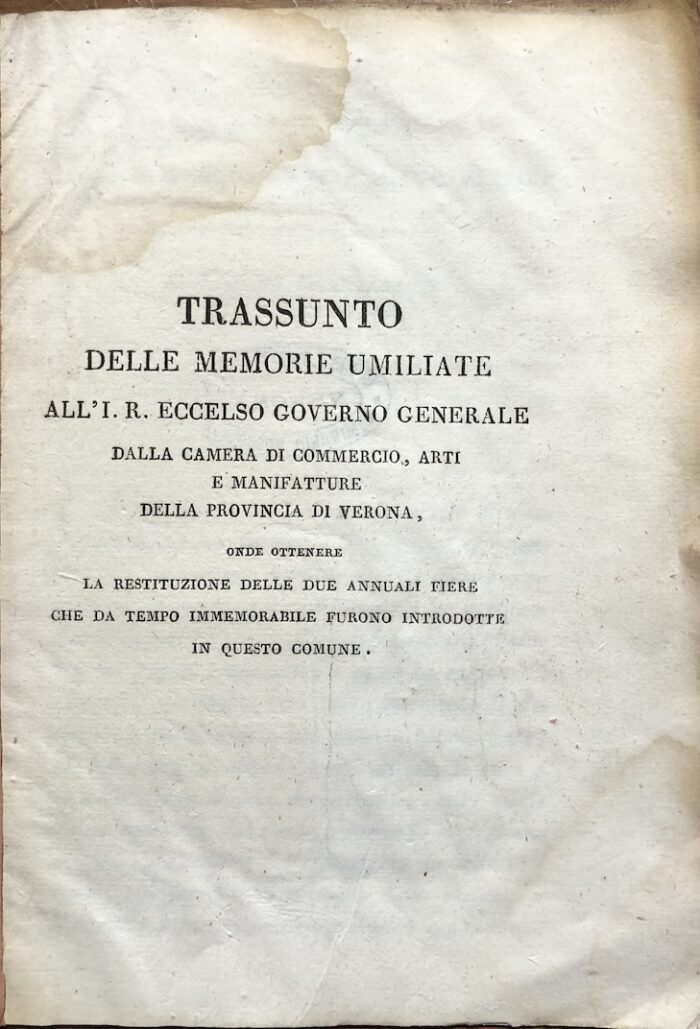 TRASSUNTO
DELLE MEMORIE UMILIATE
ALL'I. R. ECCELSO GOVERNO GENERALE
DALLA CAMERA DI COMMERCIO, ARTI
E MANIFATTURE
DELLA PROVINCIA DI VERONA,
ONDE OTTENERE
LA RESTITUZIONE DELLE DUE ANNUALI FIERE
CHE DA TEMPO IMMEMORABILE FURONO INTRODOTTE
IN QUESTO COMUNE.